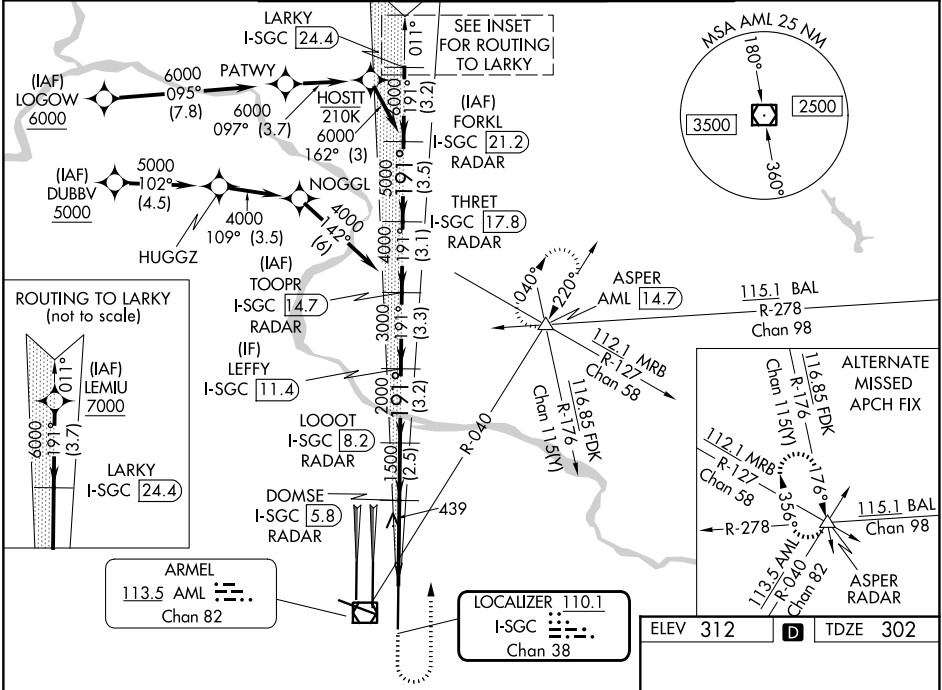 LARKY
I-SGC 24.4
011°
SEE INSET
FOR ROUTING
TO LARKY
MSA AML 25 NM
180°
3500
2500
360°
(IAF)
LOGOW
6000
6000
095°
(7.8)
PATWY
6000
097° (3.7)
HOSTT
210K
6000
162° (3)
6000
191°
(3.2)
(IAF)
FORKL
I-SGC 21.2
RADAR
5000
191°
(3.5)
(IAF)
DUBBV
5000
5000
102°
(4.5)
HUGGZ
4000
109° (3.5)
NOGGL
4000
142°
(6)
THRET
I-SGC 17.8
RADAR
4000
191°
(3.1)
(IAF)
TOOPR
I-SGC 14.7
RADAR
3000
191°
(3.3)
(IF)
LEFFY
I-SGC 11.4
2000
191°
(3.2)
LOOOT
I-SGC 8.2
RADAR
1500
(2.5)
DOMSE
I-SGC 5.8
RADAR
439
040°
220°
ASPER
AML 14.7
115.1 BAL
R-278
Chan 98
112.1 MRB
R-127
Chan 58
116.85 FDK
R-176
Chan 115(Y)
R-040
ROUTING TO LARKY
(not to scale)
011°
(IAF)
LEMIU
7000
6000
191°
(3.7)
LARKY
I-SGC 24.4
ALTERNATE
MISSED
APCH FIX
116.85 FDK
R-176
Chan 115(Y)
112.1 MRB
R-127
Chan 58
176°
356°
115.1 BAL
Chan 98
R-278
113.5 AML
R-040
Chan 82
ASPER
RADAR
ARMEL
113.5 AML
Chan 82
LOCALIZER 110.1
I-SGC
Chan 38
ELEV 312
D
TDZE 302